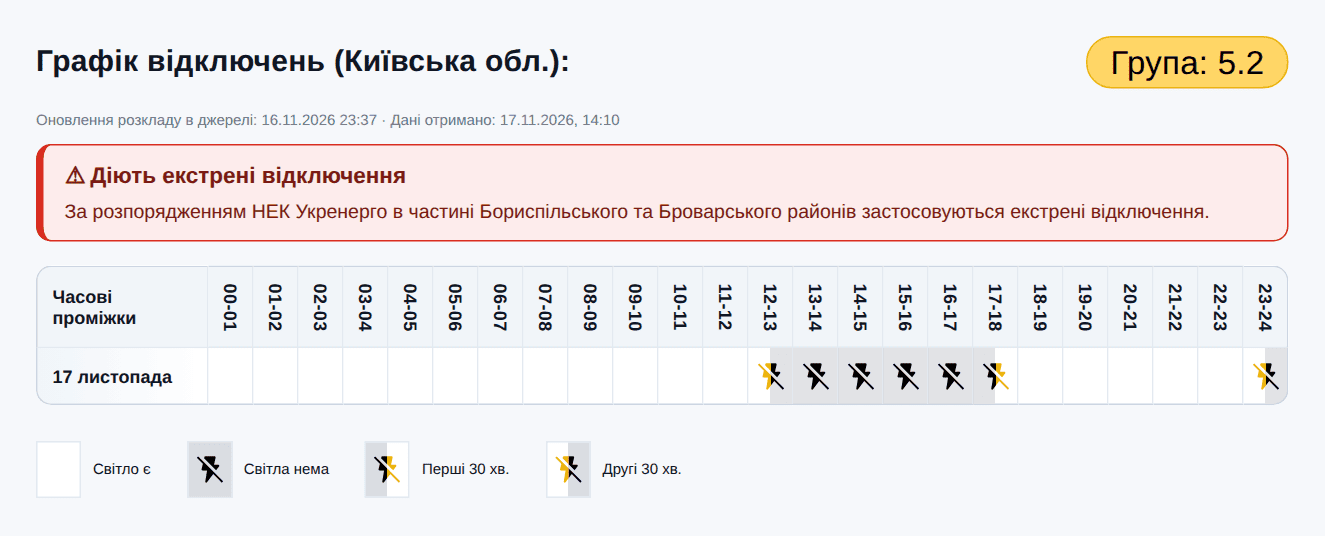 Графік відключень (Київська обл.):
Група: 5.2
Оновлення розкладу в джерелі: 16.11.2026 23:37 · Дані отримано: 17.11.2026, 14:10
⚠ Діють екстрені відключення
За розпорядженням НЕК Укренерго в частині Бориспільського та Броварського районів застосовуються екстрені відключення.
Часові
проміжки
00-01 01-02 02-03 03-04 04-05 05-06 06-07 07-08 08-09 09-10 10-11 11-12 12-13 13-14 14-15 15-16 16-17 17-18 18-19 19-20 20-21 21-22 22-23 23-24
17 листопада
Світло є Світла нема Перші 30 хв. Другі 30 хв.